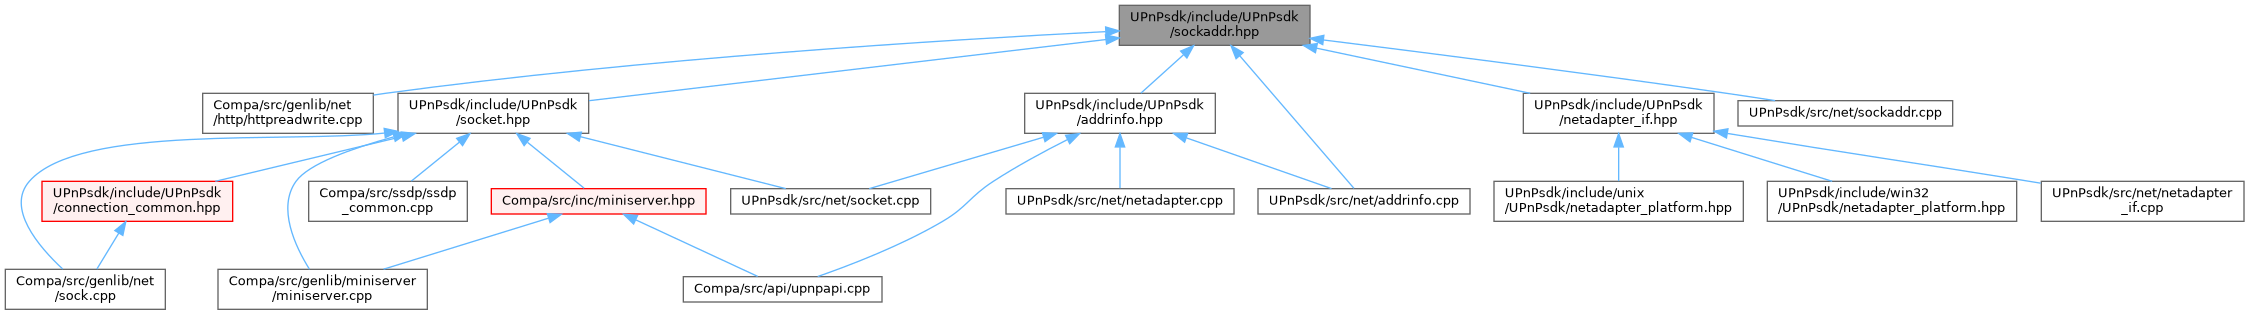 UPnPsdk/include/UPnPsdk
/sockaddr.hpp
Compa/src/genlib/net
/http/httpreadwrite.cpp
UPnPsdk/include/UPnPsdk
/socket.hpp
UPnPsdk/include/UPnPsdk
/addrinfo.hpp
UPnPsdk/include/UPnPsdk
/netadapter_if.hpp
UPnPsdk/src/net/sockaddr.cpp
UPnPsdk/include/UPnPsdk
/connection_common.hpp
Compa/src/ssdp/ssdp
_common.cpp
Compa/src/inc/miniserver.hpp
UPnPsdk/src/net/socket.cpp
UPnPsdk/src/net/netadapter.cpp
UPnPsdk/src/net/addrinfo.cpp
UPnPsdk/include/unix
/UPnPsdk/netadapter_platform.hpp
UPnPsdk/include/win32
/UPnPsdk/netadapter_platform.hpp
UPnPsdk/src/net/netadapter
_if.cpp
Compa/src/genlib/net
/sock.cpp
Compa/src/genlib/miniserver
/miniserver.cpp
Compa/src/api/upnpapi.cpp